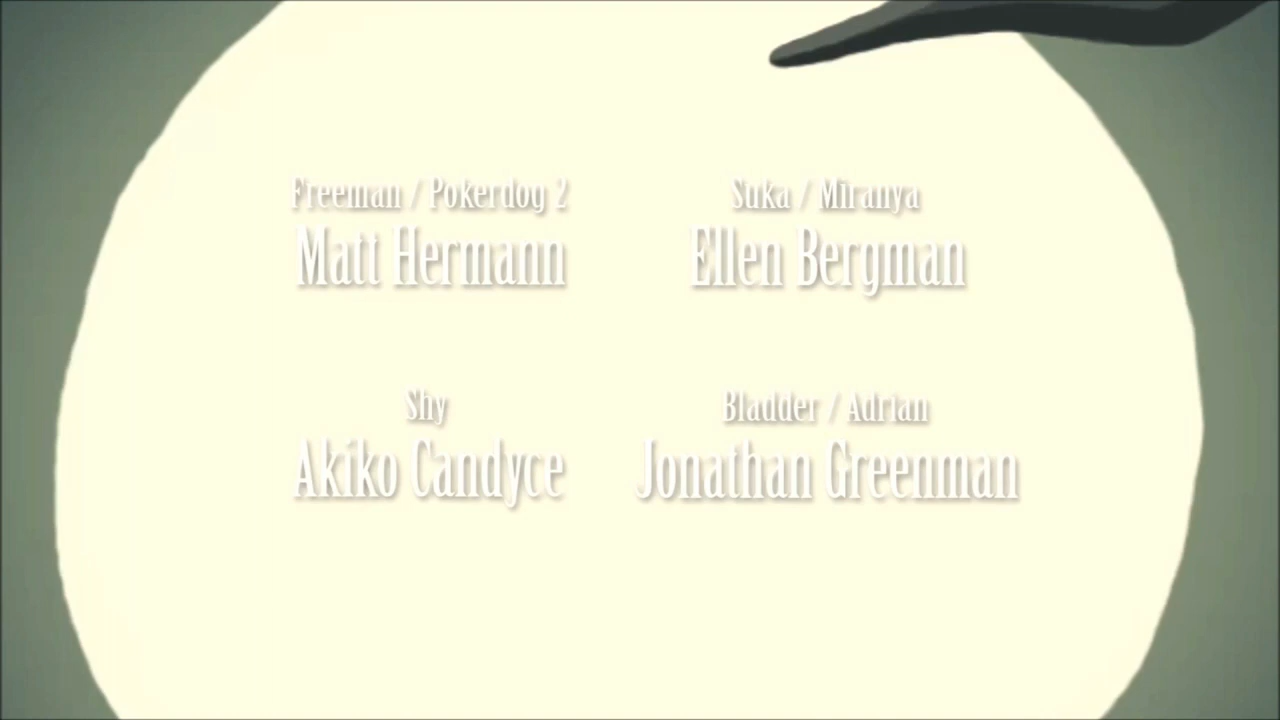 Freeman / Pokerdog 2
Matt Hermann
Suka / Miranya
Ellen Bergman
Shy
Akiko Candyce
Bladder / Adrian
Jonathan Greenman